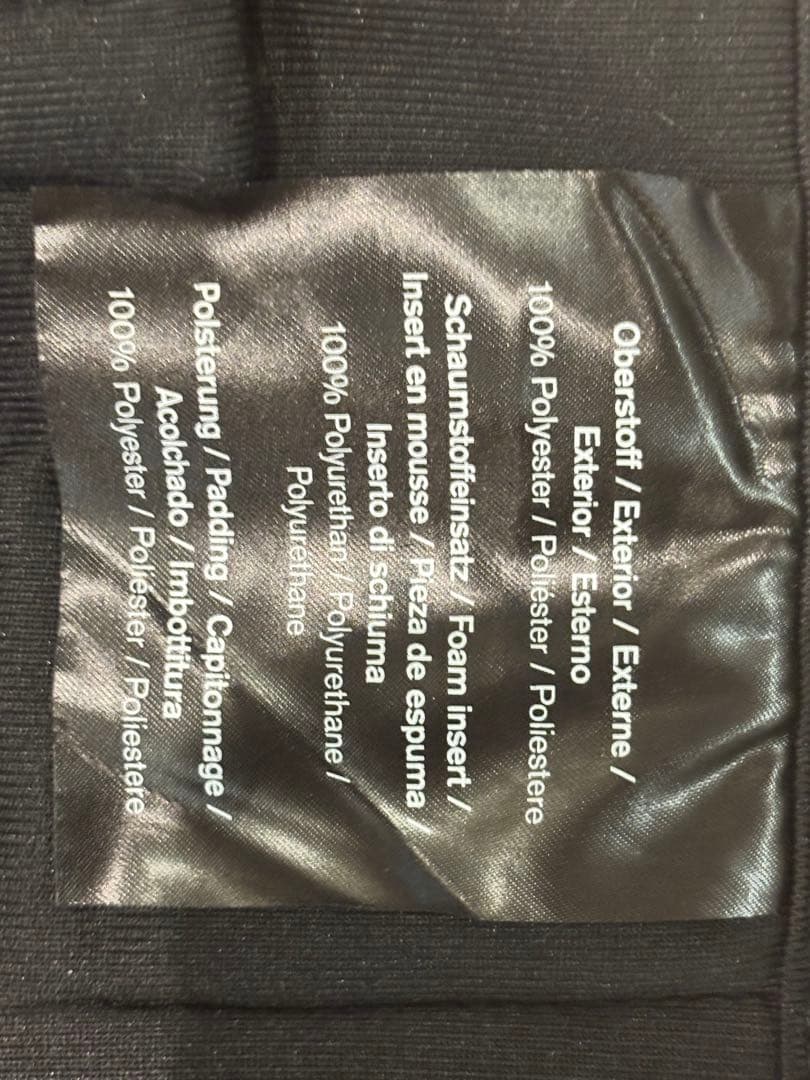 Oberstoff / Exterior / Externe /
Exterior / Esterno
100% Polyester / Poliéster / Poliestere
Schaumstoffeinsatz / Foam insert /
Insert en mousse / Pieza de espuma /
Inserto di schiuma
100% Polyurethan / Polyurethane /
Polyurethane
Polsterung / Padding / Capitonnage /
Acolchado / Imbottitura
100% Polyester / Poliéster / Poliestere